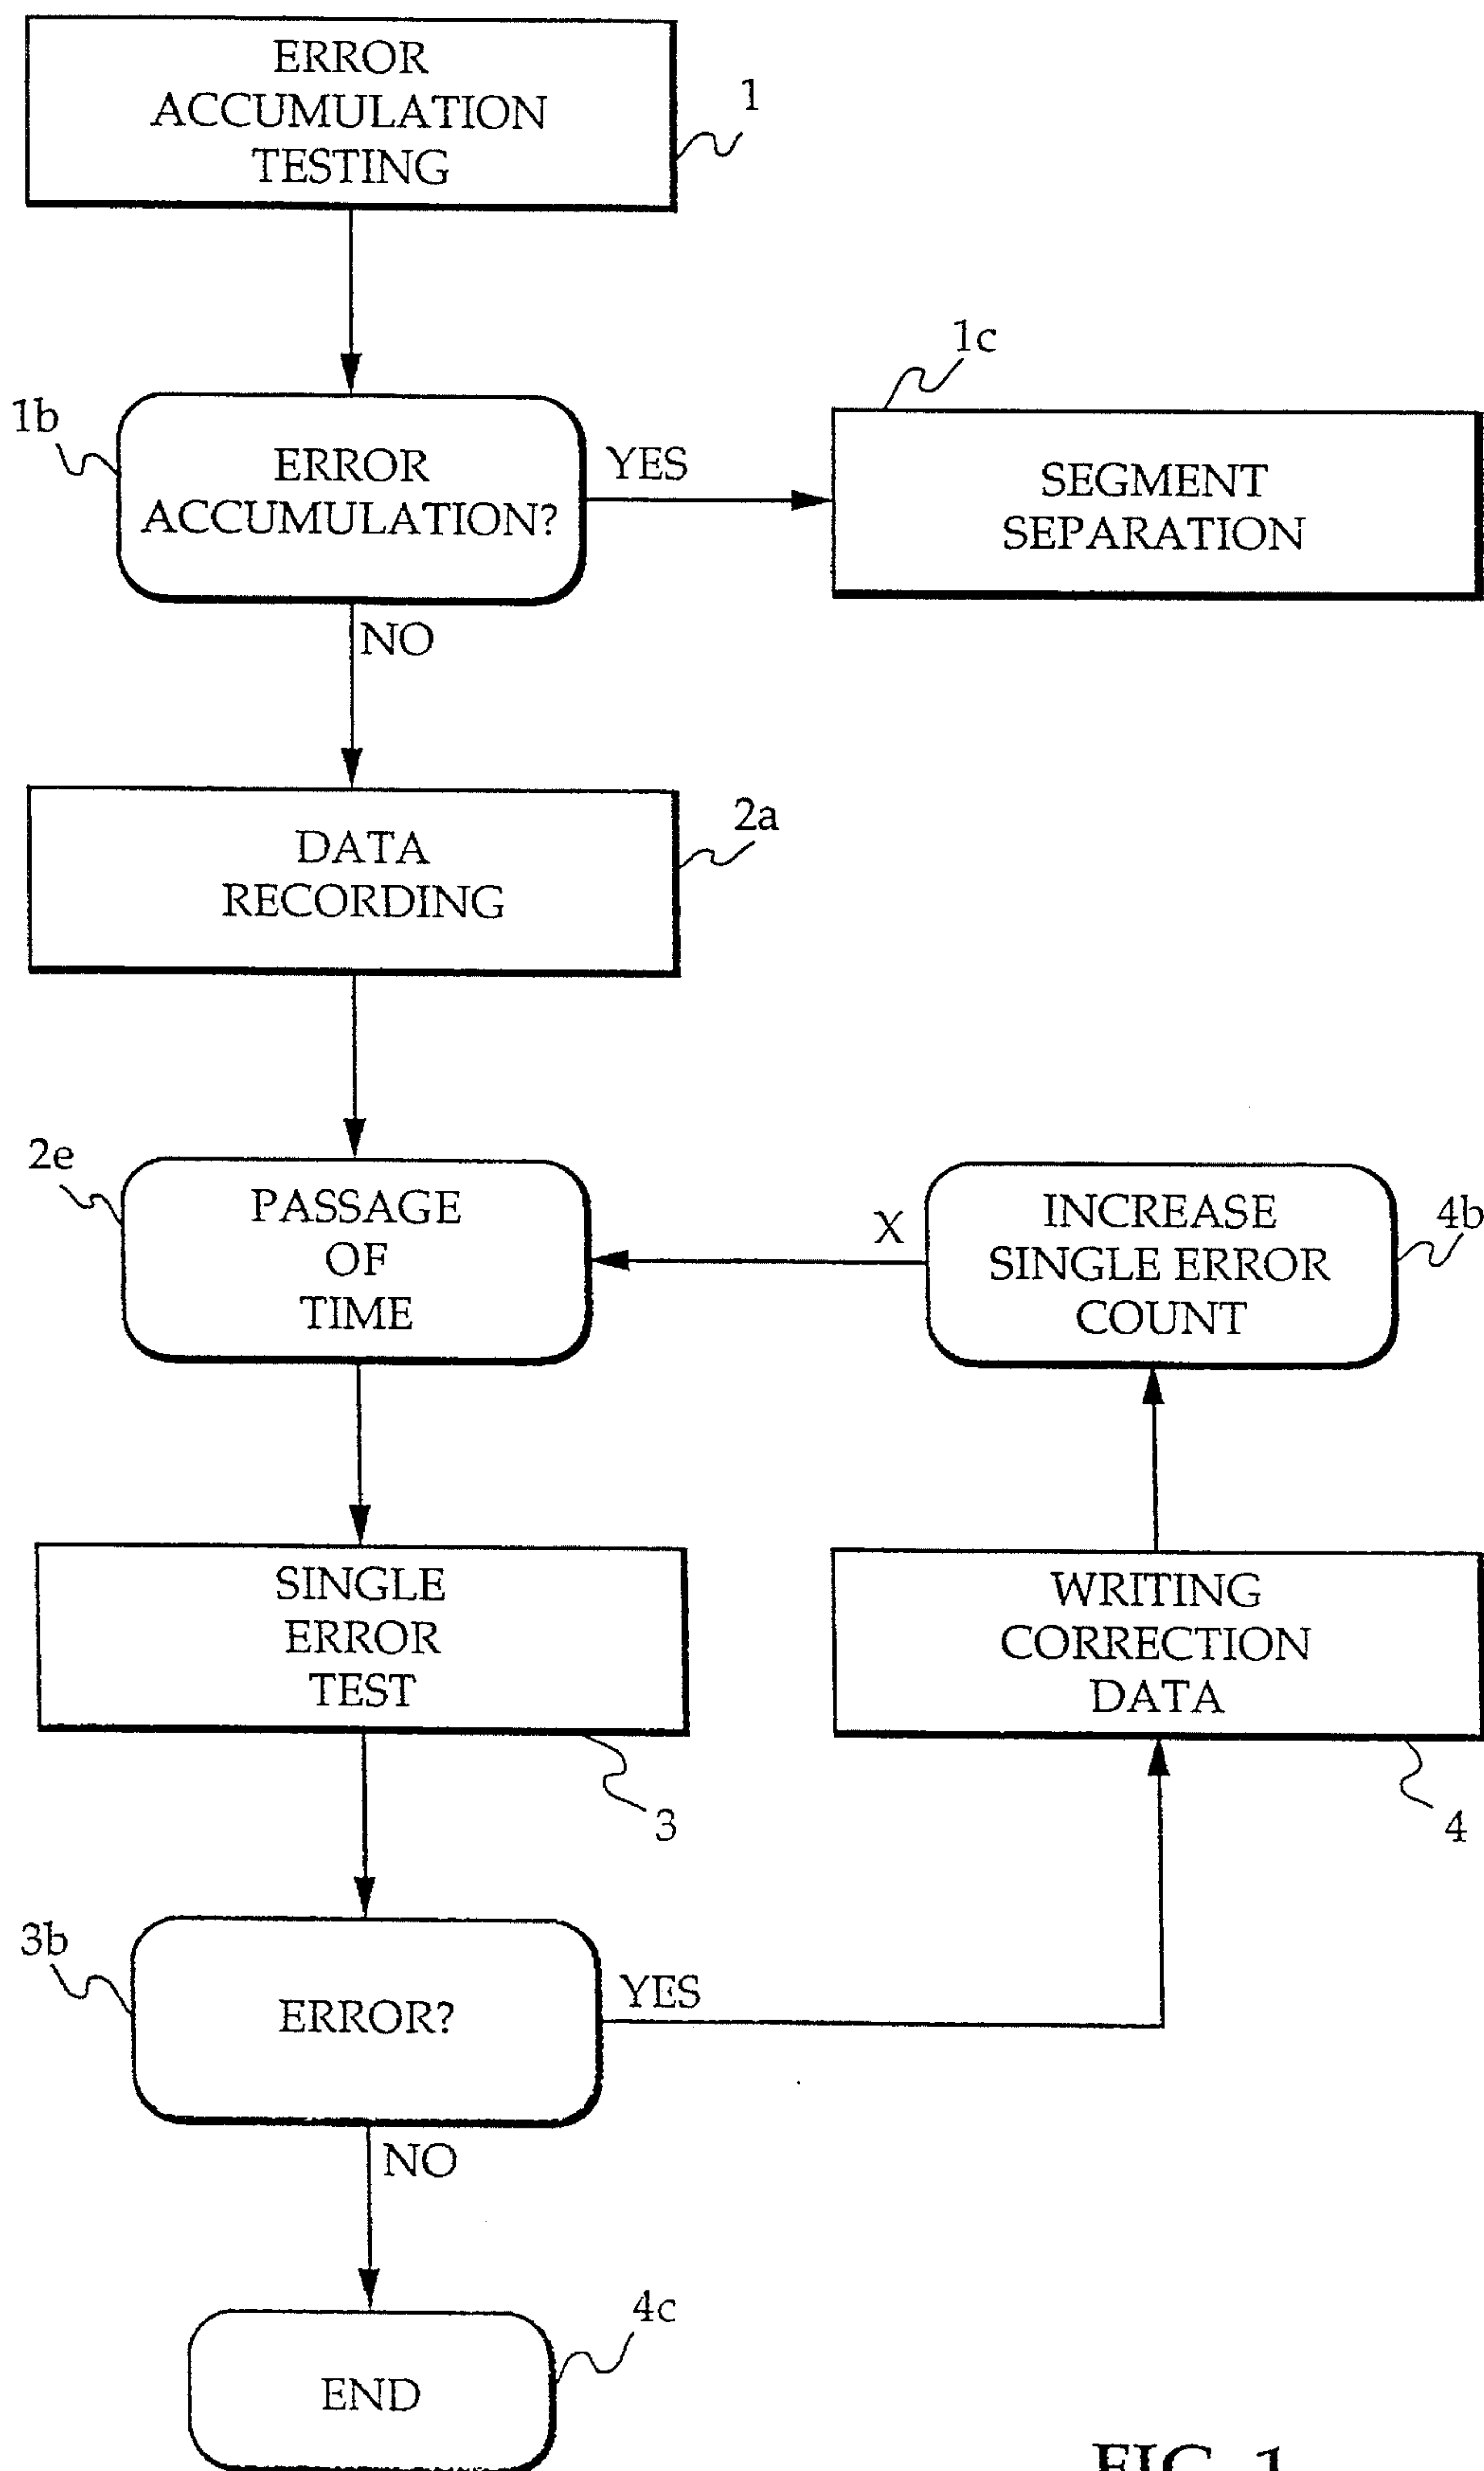 ERROR
ACCUMULATION
TESTING
1
1c
1b
ERROR
ACCUMULATION?
YES
SEGMENT
SEPARATION
NO
2a
DATA
RECORDING
2e
PASSAGE
OF
TIME
X
INCREASE
SINGLE ERROR
COUNT
4b
SINGLE
ERROR
TEST
3
WRITING
CORRECTION
DATA
4
3b
ERROR?
YES
NO
4c
END
FIG. 1